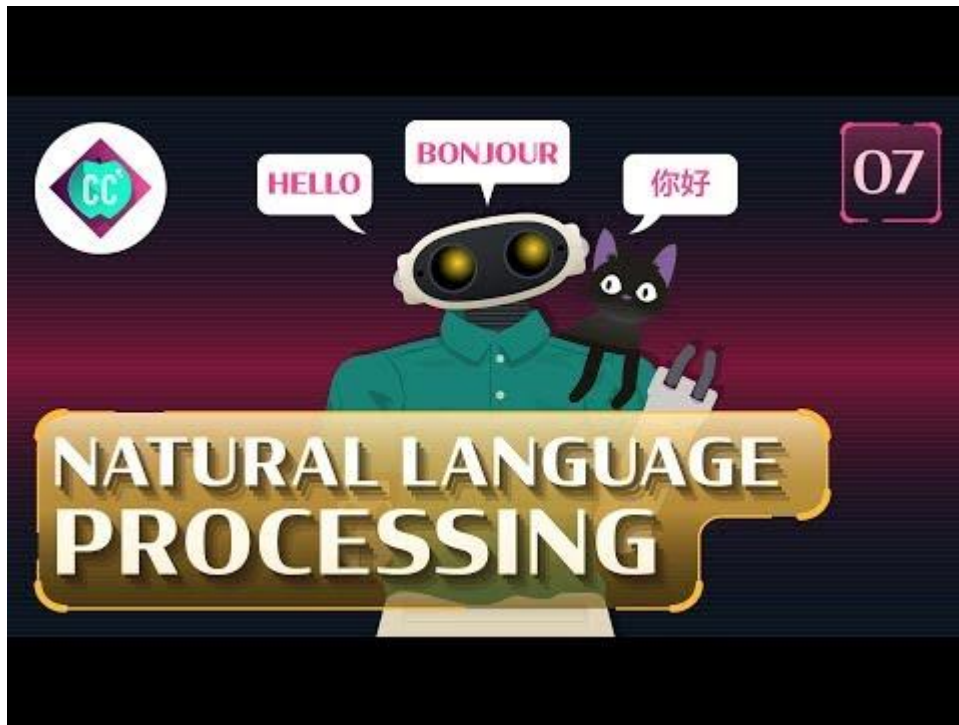 CC
HELLO
BONJOUR
你好
07
NATURAL LANGUAGE
PROCESSING